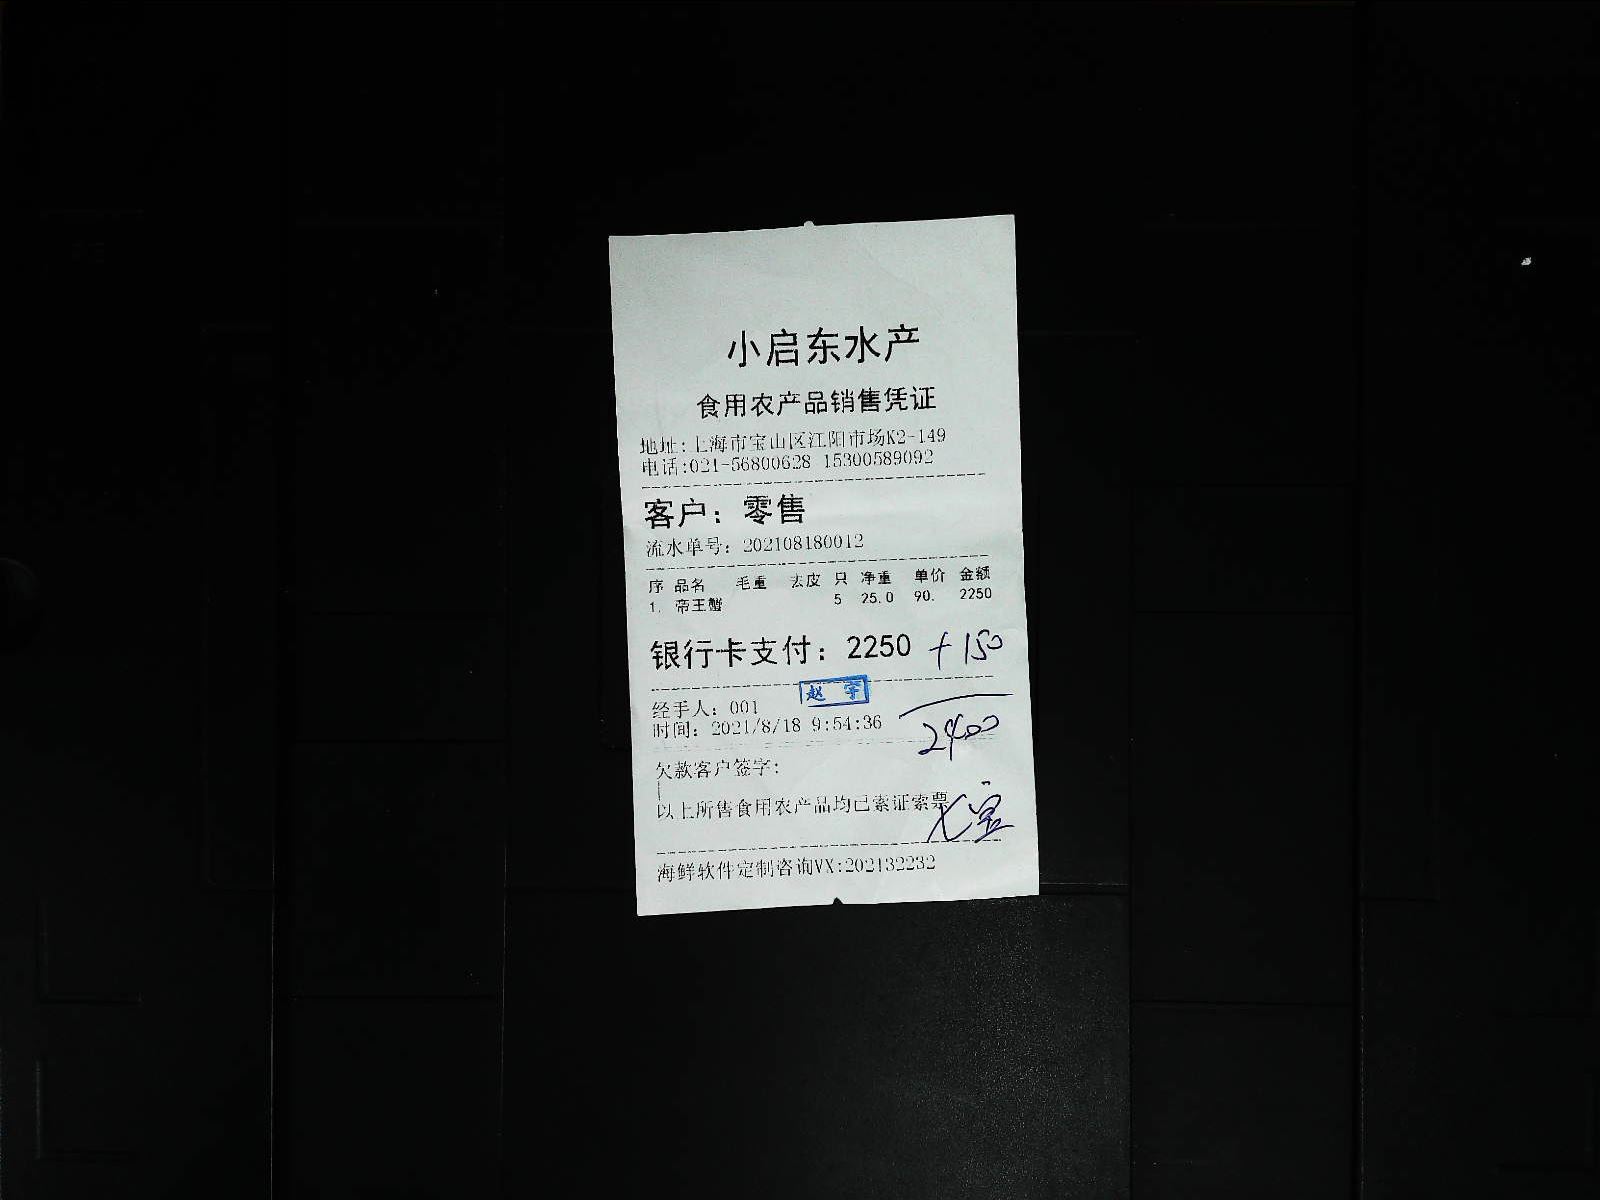 小启东水产
食用农产品销售凭证
地址:上海市宝山区江阳市场K2-149
电话:021-56800628 15300589092
客户：零售
流水单号：202108180012
序 品名 毛重 去皮 只 净重 单价 金额
1. 帝王蟹 5 25.0 90. 2250
银行卡支付：2250 +150
赵 宇
经手人：001
时间：2021/8/18 9:54:36
2400
欠款客户签字:
以上所售食用农产品均已索证索票
七宝
海鲜软件定制咨询VX:202132232